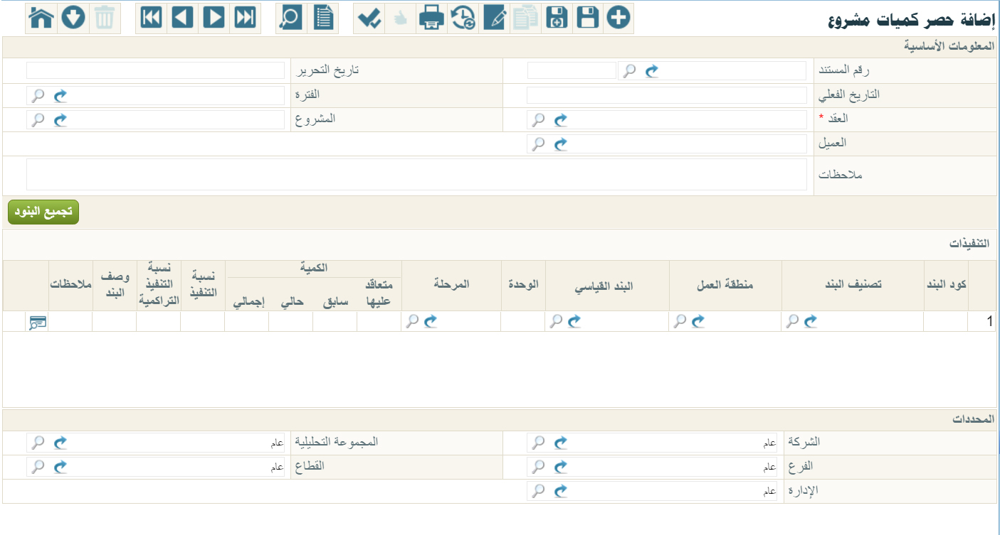 إضافة حصر كميات مشروع
المعلومات الأساسية
رقم المستند
تاريخ التحرير
التاريخ الفعلي
الفترة
العقد *
المشروع
العميل
ملاحظات
تجميع البنود
التنفيذات
كود البند
تصنيف البند
منطقة العمل
البند القياسي
الوحدة
المرحلة
الكمية
متعاقد عليها
سابق
حالي
إجمالي
نسبة التنفيذ
نسبة التنفيذ التراكمية
وصف البند
ملاحظات
1
المحددات
الشركة عام
المجموعة التحليلية عام
الفرع عام
القطاع عام
الإدارة عام